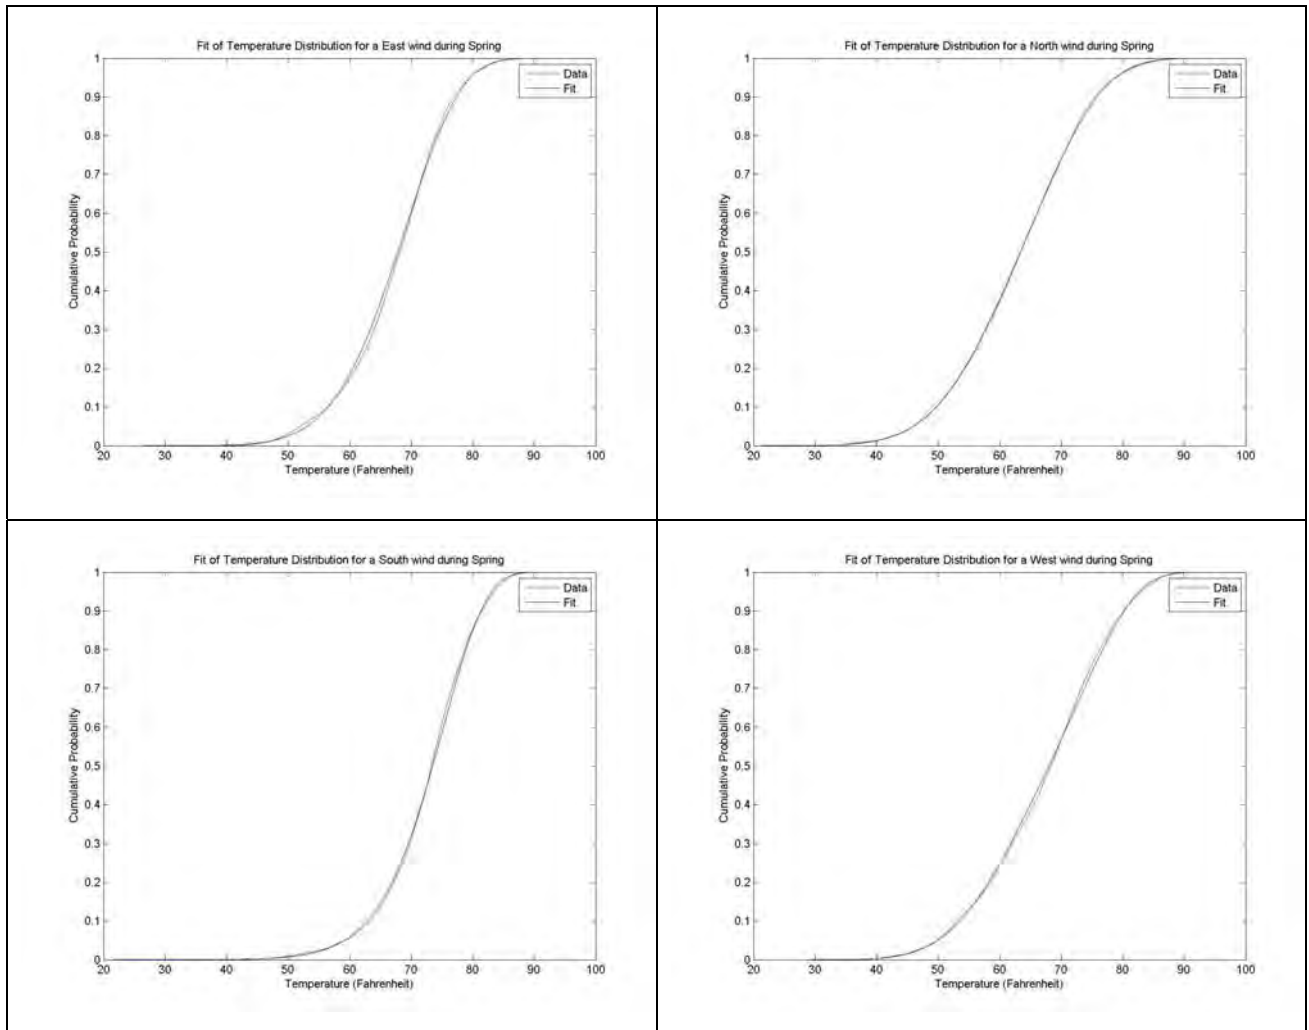 Fit of Temperature Distribution for a East wind during Spring
Data
Fit
Cumulative Probability
1
0.9
0.8
0.7
0.6
0.5
0.4
0.3
0.2
0.1
0
20 30 40 50 60 70 80 90 100
Temperature (Fahrenheit)
Fit of Temperature Distribution for a North wind during Spring
Data
Fit
Cumulative Probability
1
0.9
0.8
0.7
0.6
0.5
0.4
0.3
0.2
0.1
0
20 30 40 50 60 70 80 90 100
Temperature (Fahrenheit)
Fit of Temperature Distribution for a South wind during Spring
Data
Fit
Cumulative Probability
1
0.9
0.8
0.7
0.6
0.5
0.4
0.3
0.2
0.1
0
20 30 40 50 60 70 80 90 100
Temperature (Fahrenheit)
Fit of Temperature Distribution for a West wind during Spring
Data
Fit
Cumulative Probability
1
0.9
0.8
0.7
0.6
0.5
0.4
0.3
0.2
0.1
0
20 30 40 50 60 70 80 90 100
Temperature (Fahrenheit)